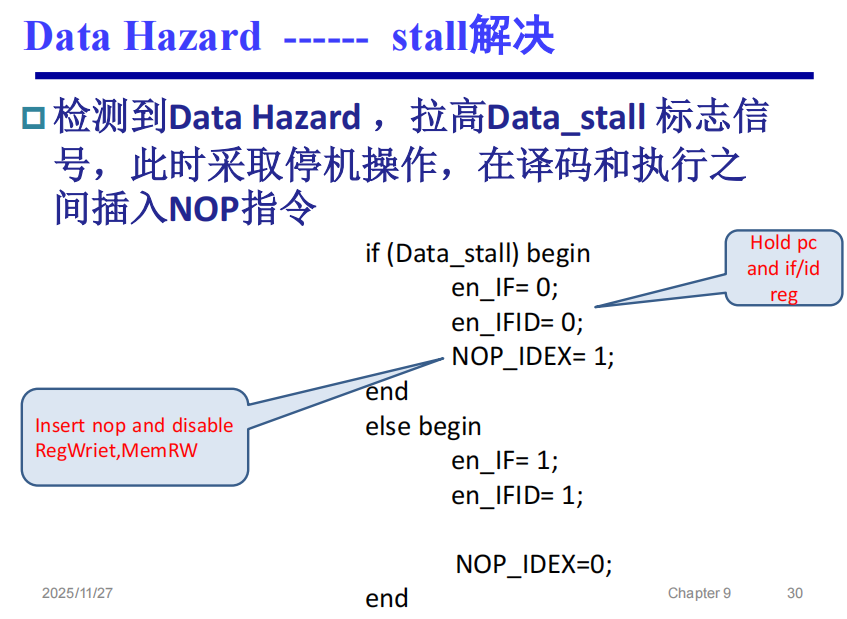 Data Hazard ------ stall解决
检测到Data Hazard ，拉高Data_stall 标志信
号，此时采取停机操作，在译码和执行之
间插入NOP指令
if (Data_stall) begin
en_IF= 0;
en_IFID= 0;
NOP_IDEX= 1;
end
else begin
en_IF= 1;
en_IFID= 1;
NOP_IDEX=0;
end
Hold pc
and if/id
reg
Insert nop and disable
RegWriet,MemRW
2025/11/27
Chapter 9
30